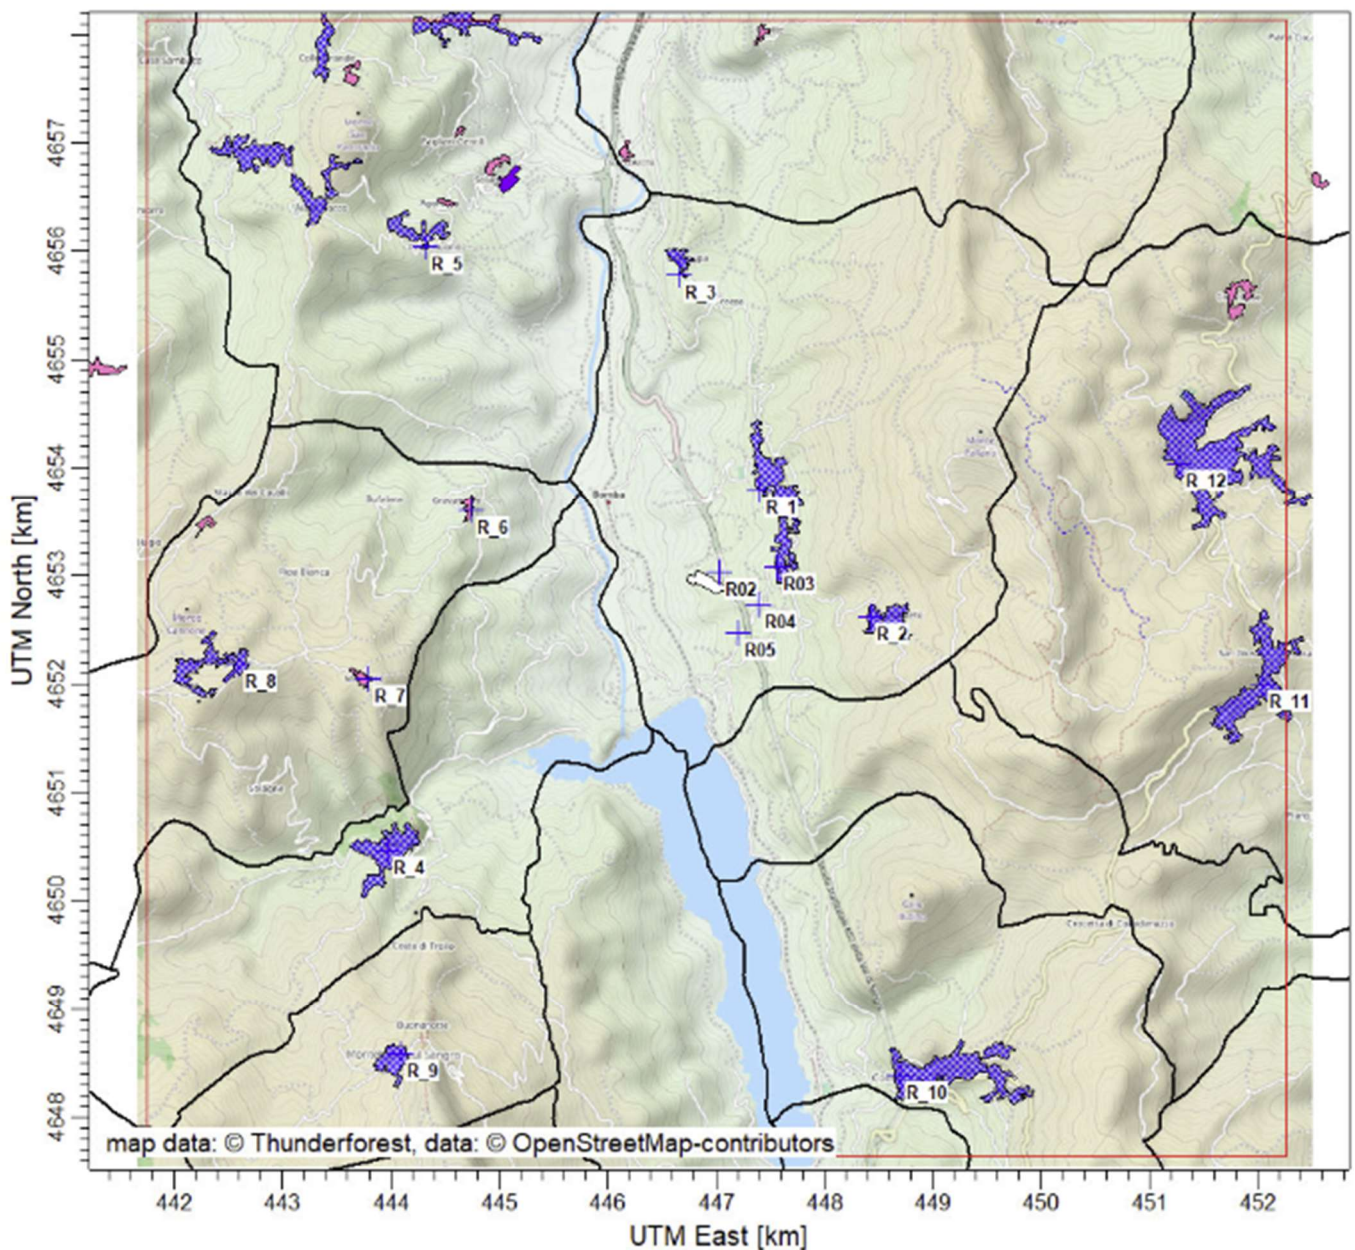 4657
4656
R_5
R_3
4655
4654
R_12
R_1
Bomba
R_6
4653
R03
R02
R04
R_2
R05
4652
R_8
R_7
R_11
4651
R_4
4650
4649
R_9
R_10
4648
UTM North [km]
map data: © Thunderforest, data: © OpenStreetMap-contributors
442 443 444 445 446 447 448 449 450 451 452
UTM East [km]